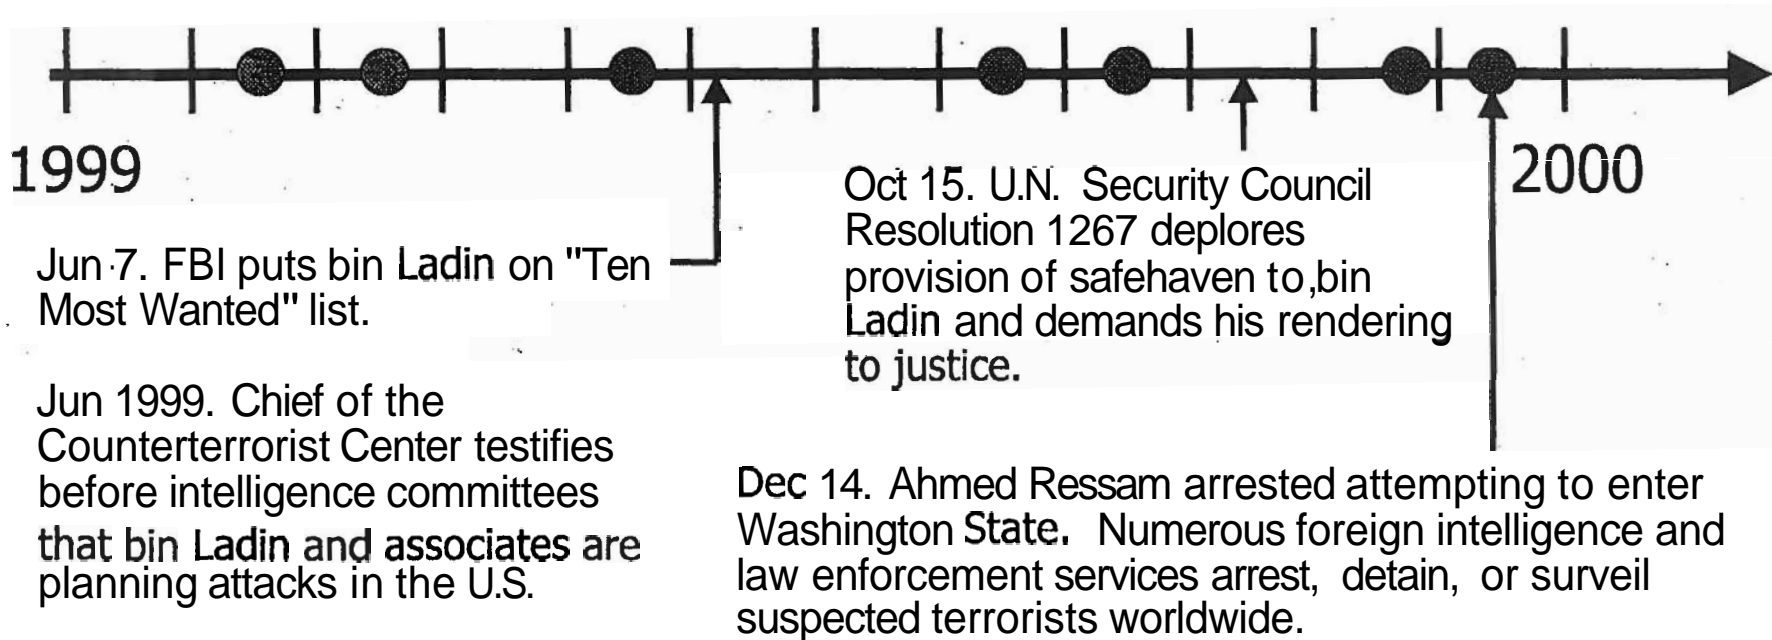 1999
2000
Jun 7. FBI puts bin Ladin on "Ten
Most Wanted" list.
Jun 1999. Chief of the
Counterterrorist Center testifies
before intelligence committees
that bin Ladin and associates are
planning attacks in the U.S.
Oct 15. U.N. Security Council
Resolution 1267 deplores
provision of safehaven to,bin
Ladin and demands his rendering
to justice.
Dec 14. Ahmed Ressam arrested attempting to enter
Washington State. Numerous foreign intelligence and
law enforcement services arrest, detain, or surveil
suspected terrorists worldwide.